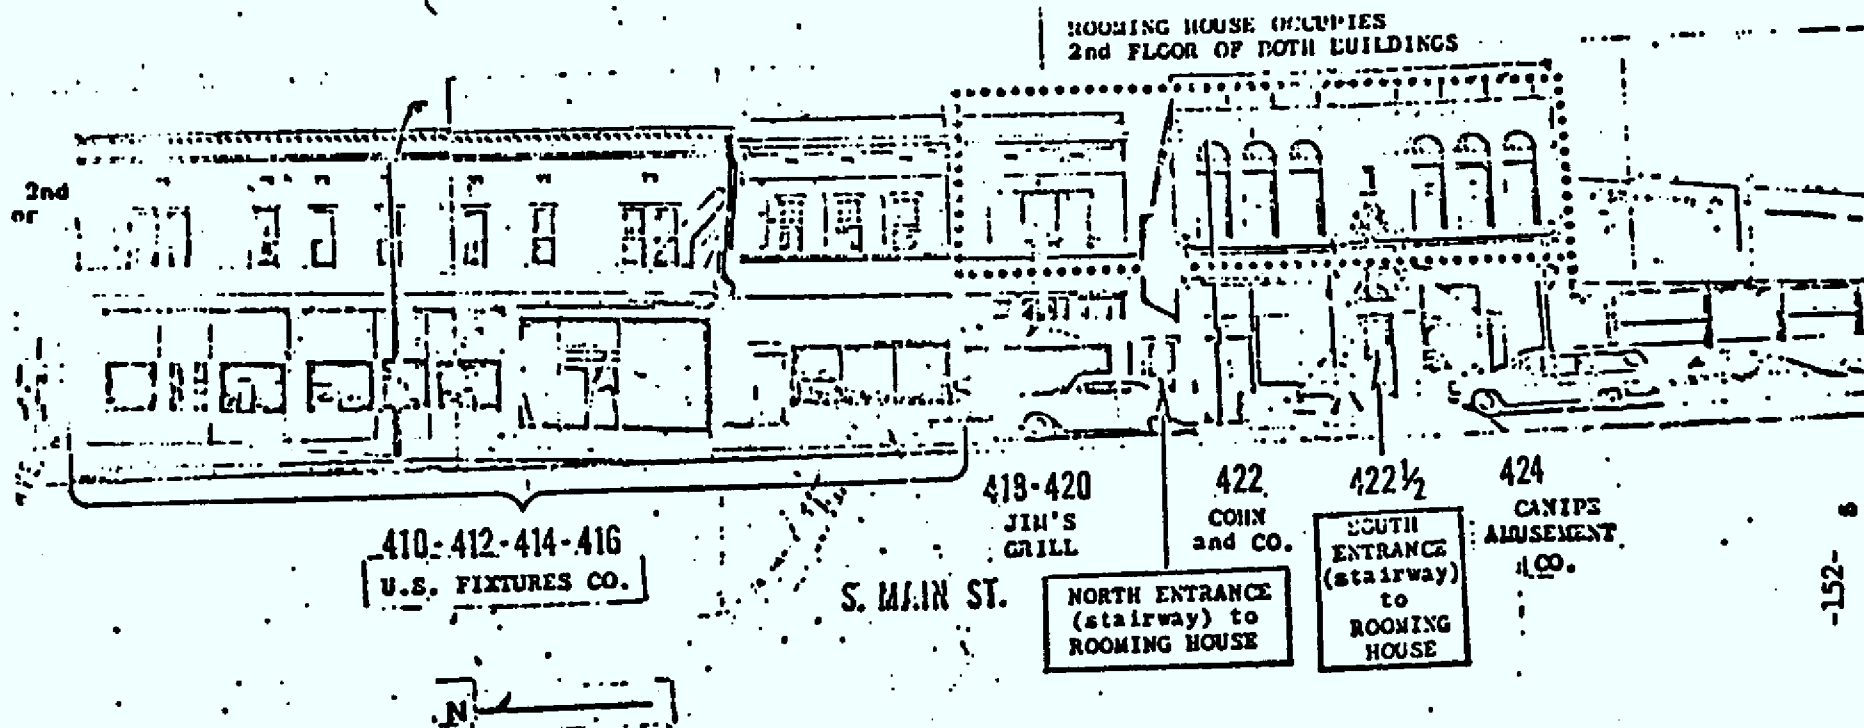 ROOMING HOUSE OCCUPIES
2nd FLOOR OF BOTH BUILDINGS
2nd
or
410-412-414-416
U.S. FIXTURES CO.
418-420
JIM'S
GRILL
422
COHN
and CO.
422½
SOUTH
ENTRANCE
(stairway)
to
ROOMING
HOUSE
424
CANIPE
AMUSEMENT
CO.
S. MAIN ST.
NORTH ENTRANCE
(stairway) to
ROOMING HOUSE
N
S
-152-